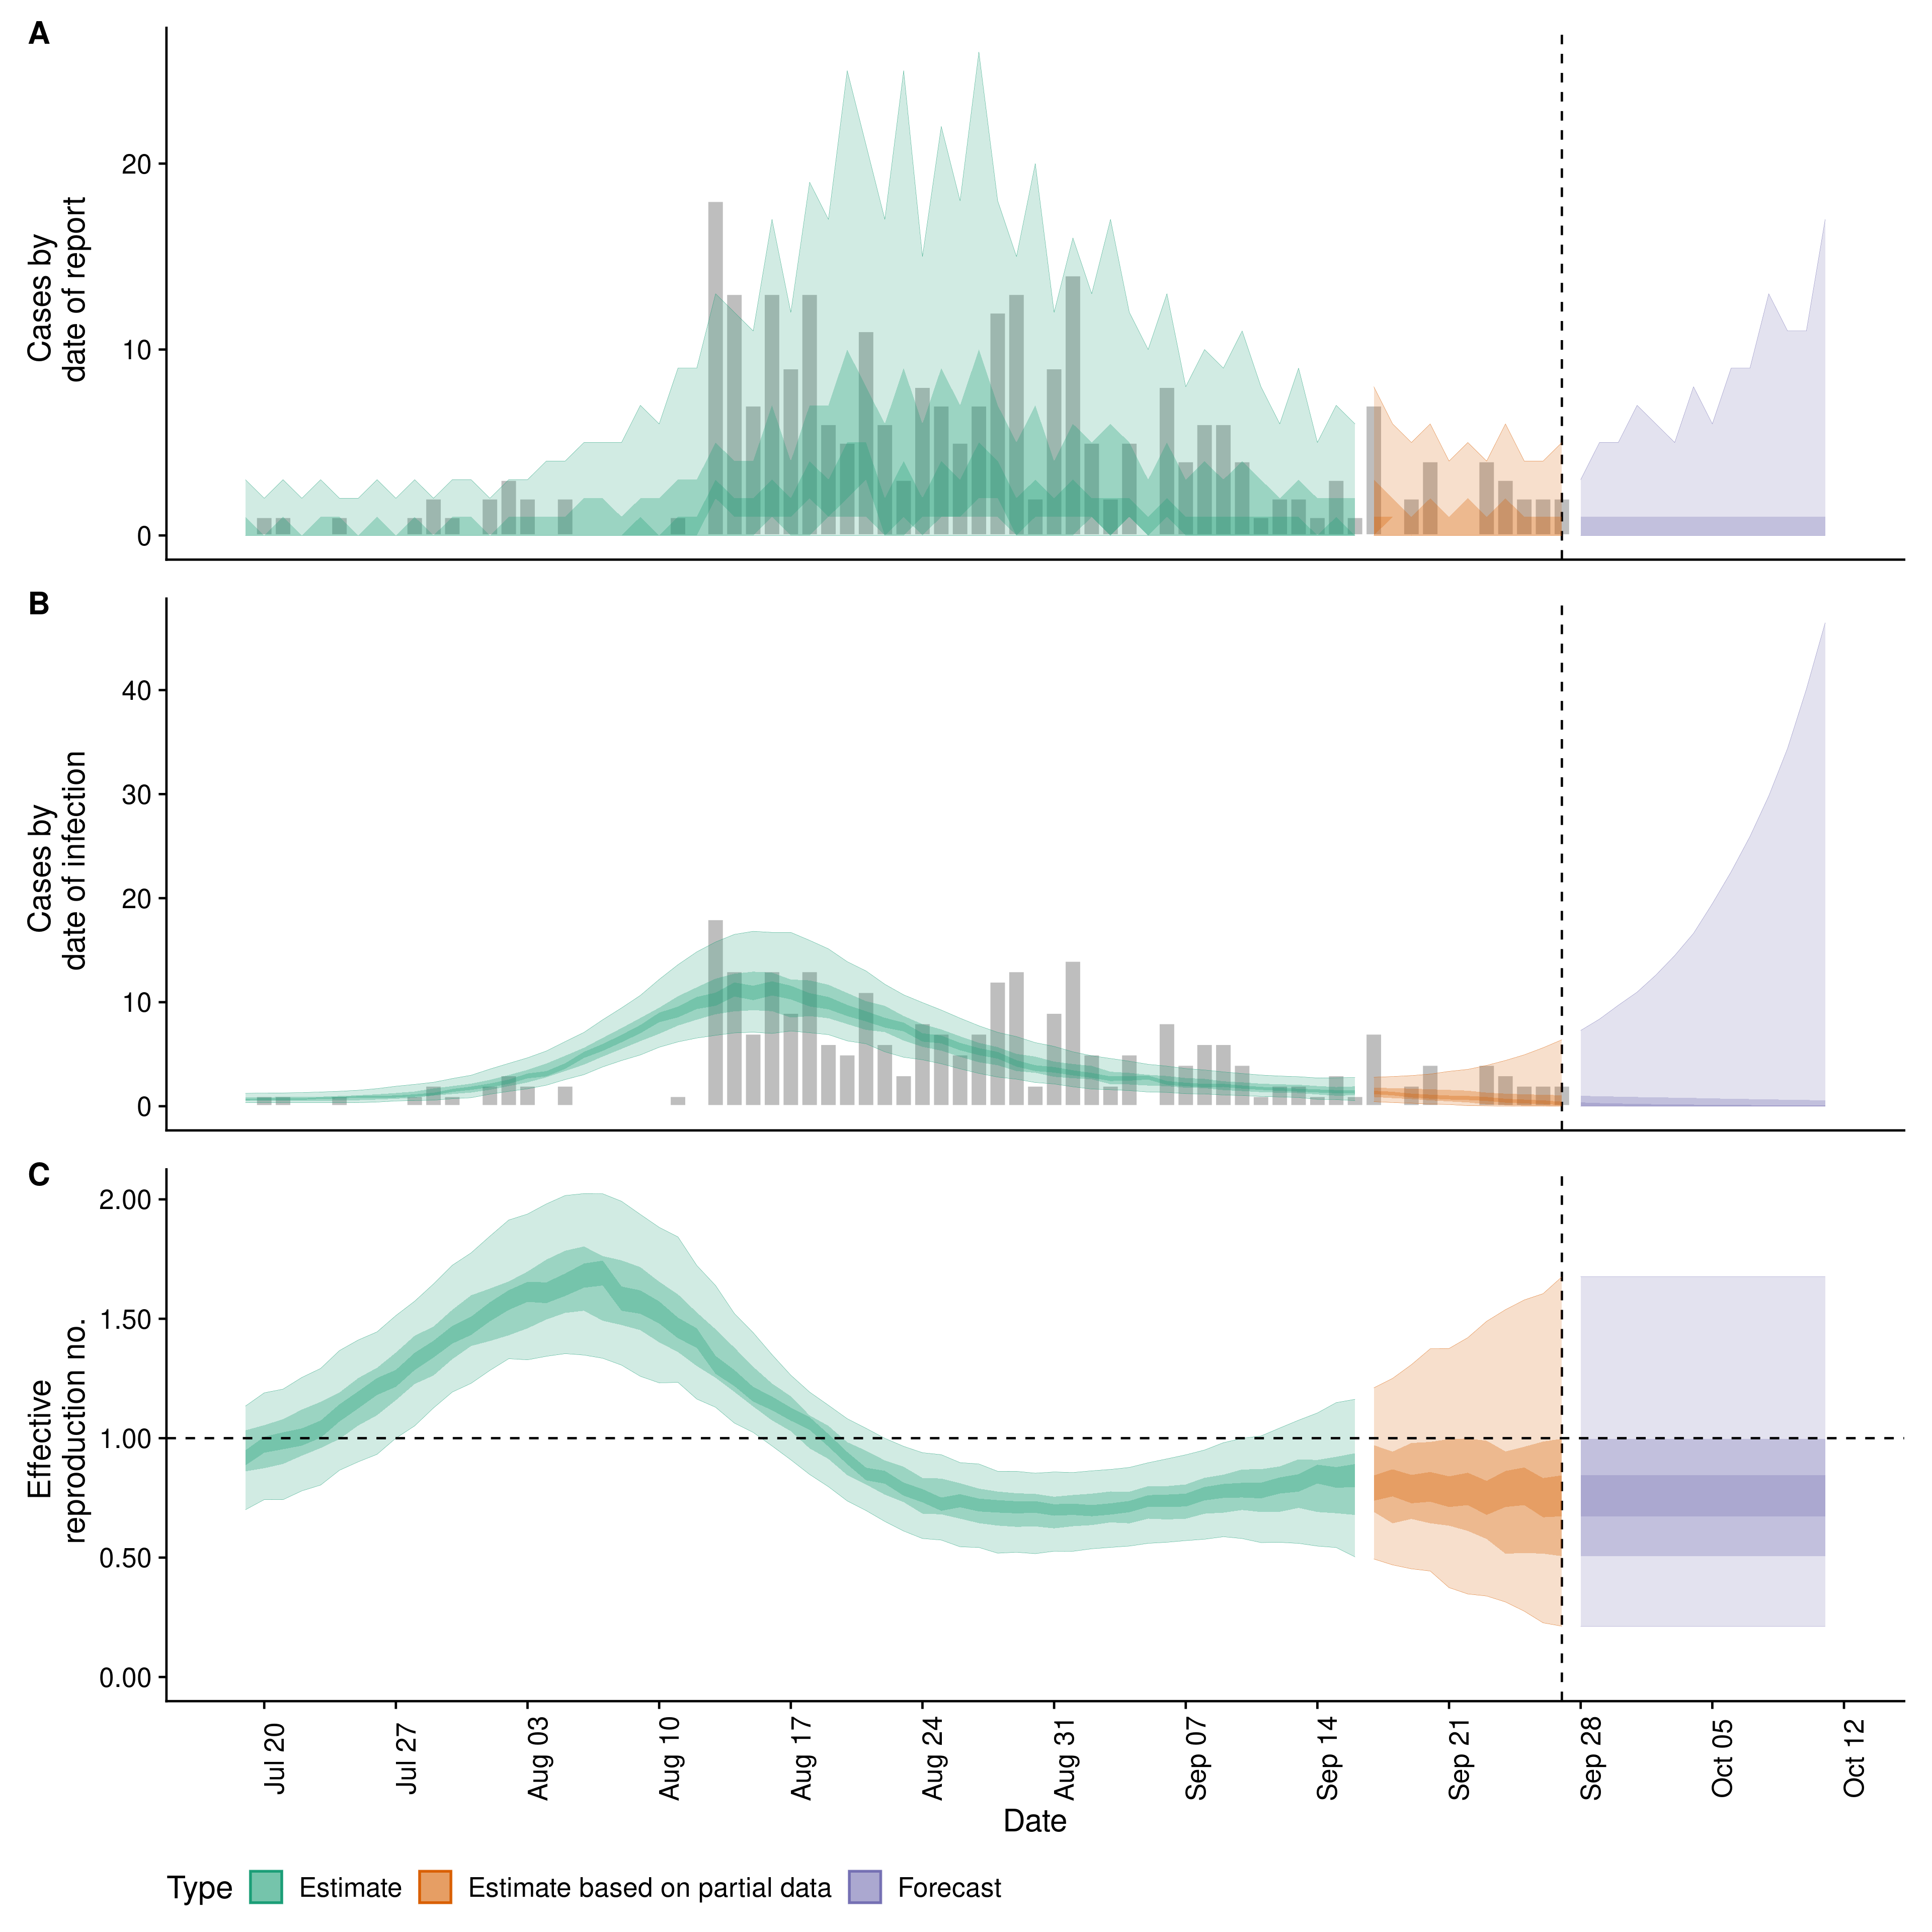 A
Cases by
date of report
20
10
0
B
Cases by
date of infection
40
30
20
10
0
C
Effective
reproduction no.
2.00
1.50
1.00
0.50
0.00
Jul 20
Jul 27
Aug 03
Aug 10
Aug 17
Aug 24
Aug 31
Sep 07
Sep 14
Sep 21
Sep 28
Oct 05
Oct 12
Date
Type Estimate Estimate based on partial data Forecast